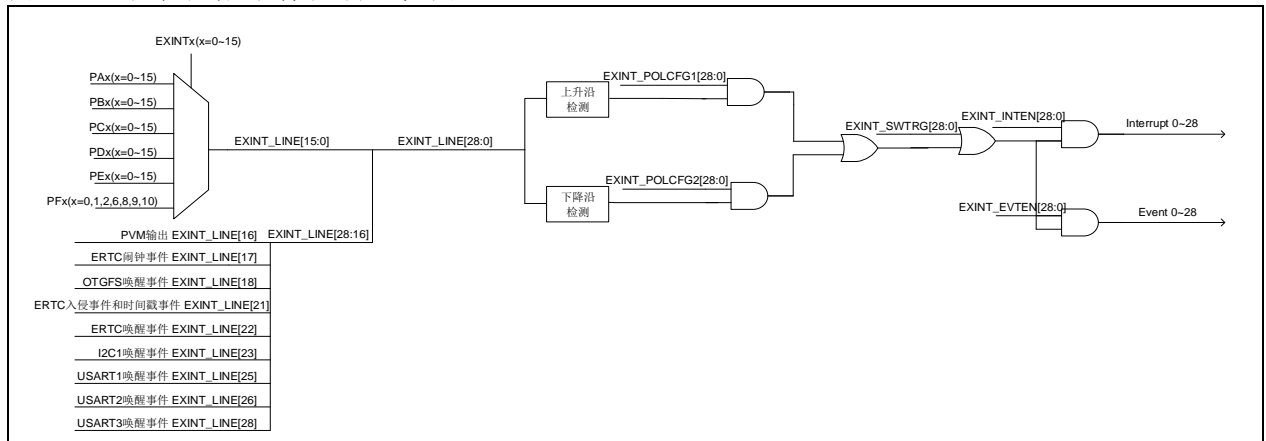 EXINTx(x=0~15)
PAx(x=0~15)
PBx(x=0~15)
PCx(x=0~15)
PDx(x=0~15)
PEx(x=0~15)
PFx(x=0,1,2,6,8,9,10)
EXINT_LINE[15:0]
EXINT_LINE[28:0]
PVM输出 EXINT_LINE[16]
EXINT_LINE[28:16]
ERTC闹钟事件 EXINT_LINE[17]
OTGFS唤醒事件 EXINT_LINE[18]
ERTC入侵事件和时间戳事件 EXINT_LINE[21]
ERTC唤醒事件 EXINT_LINE[22]
I2C1唤醒事件 EXINT_LINE[23]
USART1唤醒事件 EXINT_LINE[25]
USART2唤醒事件 EXINT_LINE[26]
USART3唤醒事件 EXINT_LINE[28]
上升沿
检测
EXINT_POLCFG1[28:0]
下降沿
检测
EXINT_POLCFG2[28:0]
EXINT_SWTRG[28:0]
EXINT_INTEN[28:0]
Interrupt 0~28
EXINT_EVTEN[28:0]
Event 0~28